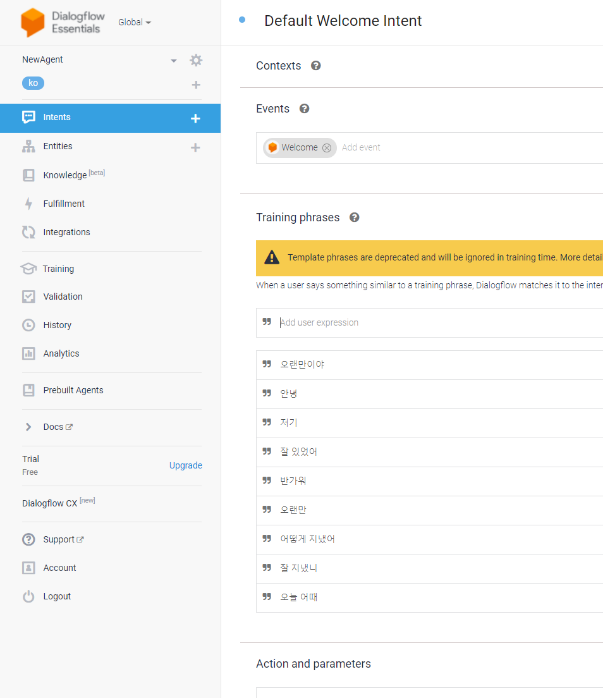 Dialogflow
Essentials
Global
NewAgent
ko
Intents
Entities
Knowledge [beta]
Fulfillment
Integrations
Training
Validation
History
Analytics
Prebuilt Agents
Docs
Trial
Free
Upgrade
Dialogflow CX [new]
Support
Account
Logout
Default Welcome Intent
Contexts
Events
Welcome
Add event
Training phrases
Template phrases are deprecated and will be ignored in training time. More detai
When a user says something similar to a training phrase, Dialogflow matches it to the inter
Add user expression
오랜만이야
안녕
저기
잘 있었어
반가워
오랜만
어떻게 지냈어
잘 지냈니
오늘 어때
Action and parameters